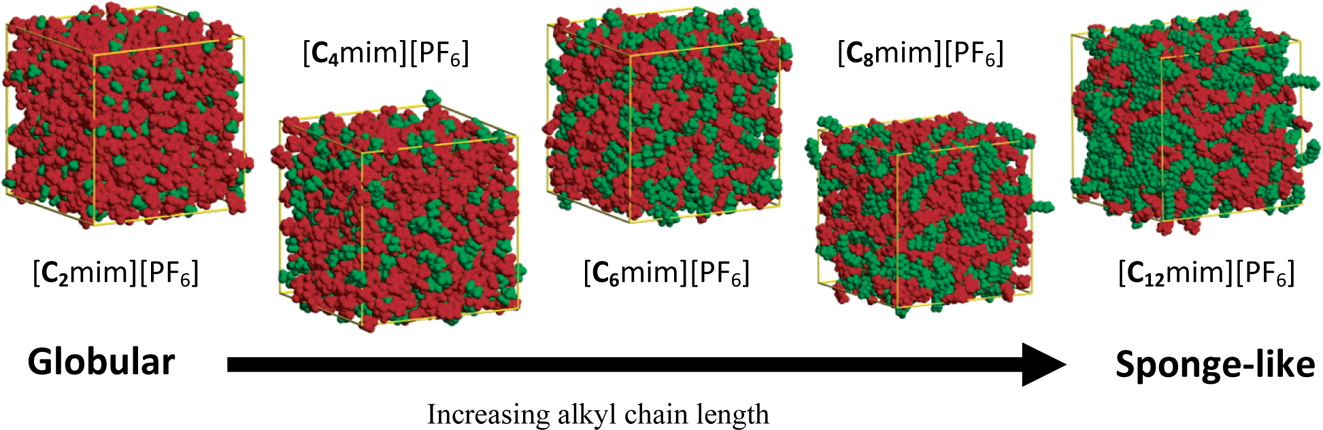 [C₄mim][PF₆]
[C₈mim][PF₆]
[C₂mim][PF₆]
[C₆mim][PF₆]
[C₁₂mim][PF₆]
Globular
Sponge-like
Increasing alkyl chain length